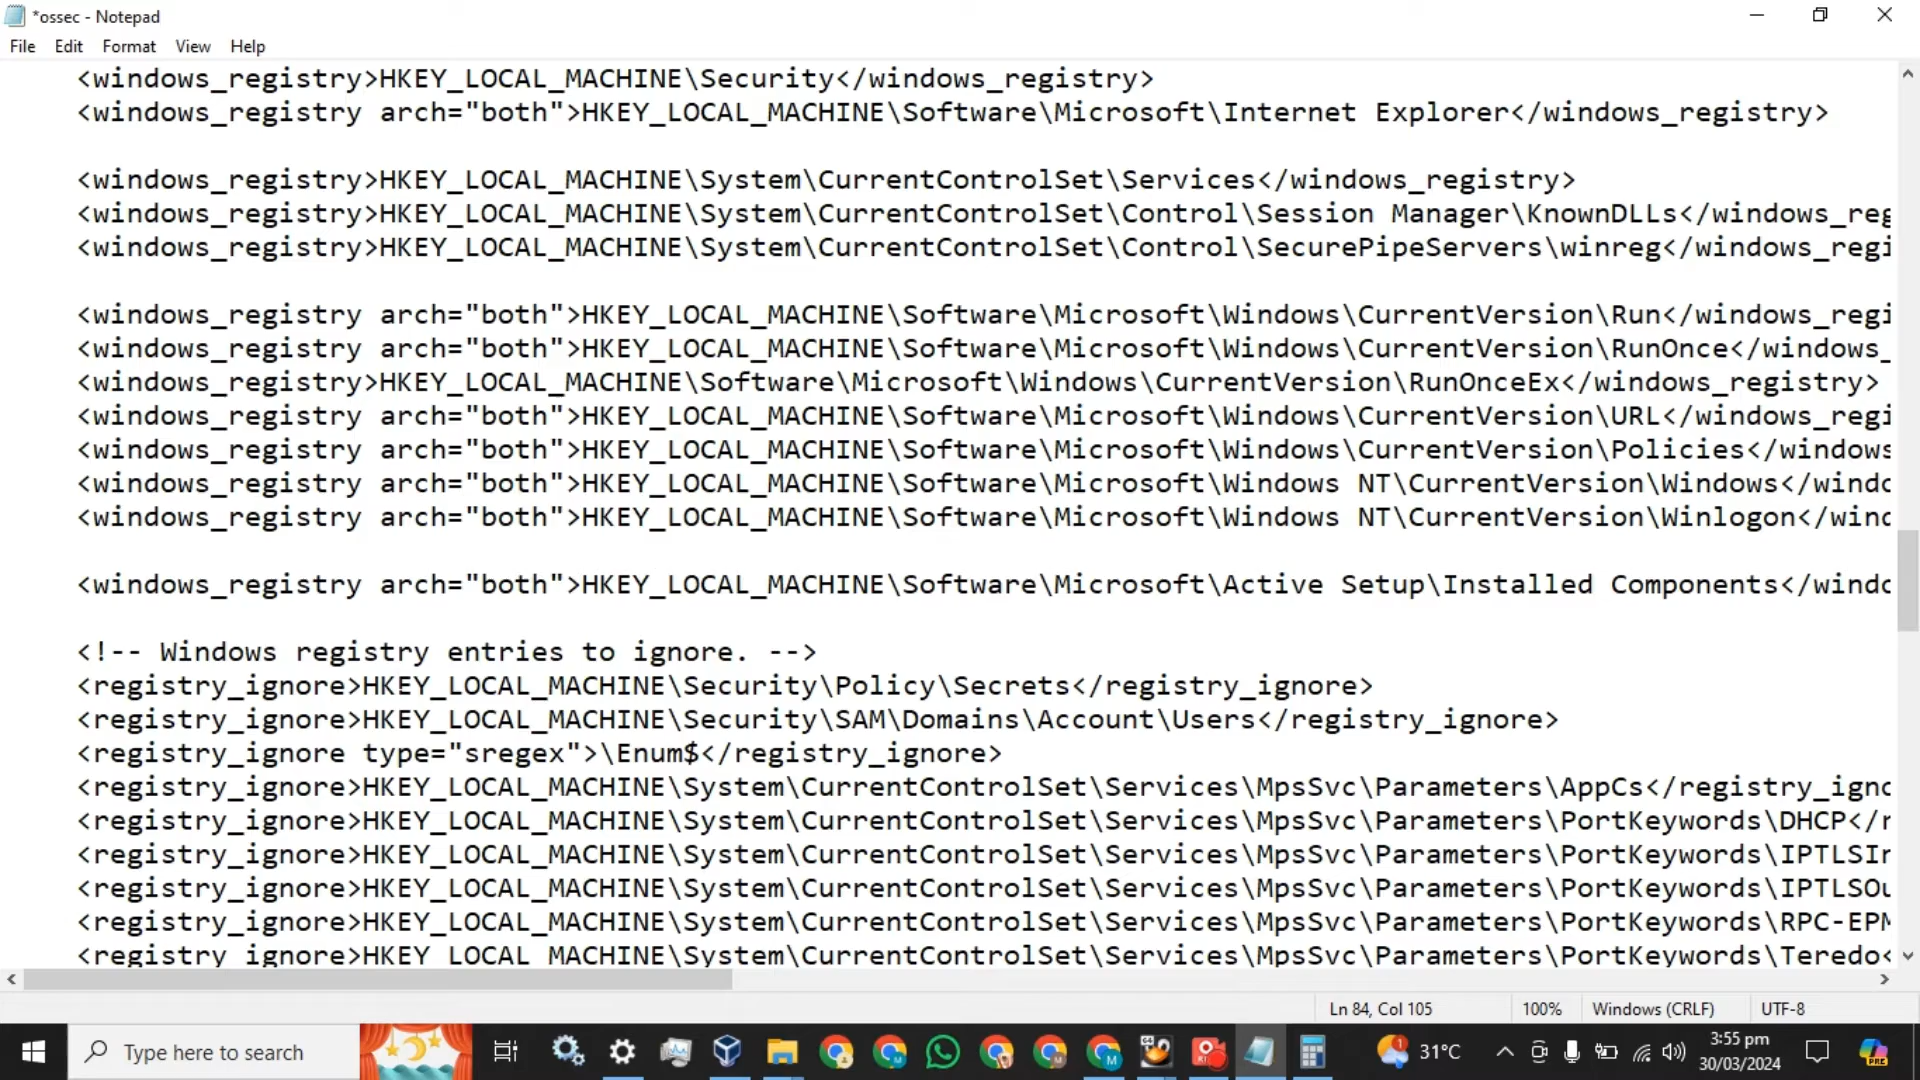 *ossec - Notepad
File Edit Format View Help
<windows_registry>HKEY_LOCAL_MACHINE\Security</windows_registry>
<windows_registry arch="both">HKEY_LOCAL_MACHINE\Software\Microsoft\Internet Explorer</windows_registry>
<windows_registry>HKEY_LOCAL_MACHINE\System\CurrentControlSet\Services</windows_registry>
<windows_registry>HKEY_LOCAL_MACHINE\System\CurrentControlSet\Control\Session Manager\KnownDLLs</windows_reg
<windows_registry>HKEY_LOCAL_MACHINE\System\CurrentControlSet\Control\SecurePipeServers\winreg</windows_regi
<windows_registry arch="both">HKEY_LOCAL_MACHINE\Software\Microsoft\Windows\CurrentVersion\Run</windows_regi
<windows_registry arch="both">HKEY_LOCAL_MACHINE\Software\Microsoft\Windows\CurrentVersion\RunOnce</windows_
<windows_registry>HKEY_LOCAL_MACHINE\Software\Microsoft\Windows\CurrentVersion\RunOnceEx</windows_registry>
<windows_registry arch="both">HKEY_LOCAL_MACHINE\Software\Microsoft\Windows\CurrentVersion\URL</windows_regi
<windows_registry arch="both">HKEY_LOCAL_MACHINE\Software\Microsoft\Windows\CurrentVersion\Policies</windows
<windows_registry arch="both">HKEY_LOCAL_MACHINE\Software\Microsoft\Windows NT\CurrentVersion\Windows</windo
<windows_registry arch="both">HKEY_LOCAL_MACHINE\Software\Microsoft\Windows NT\CurrentVersion\Winlogon</wind
<windows_registry arch="both">HKEY_LOCAL_MACHINE\Software\Microsoft\Active Setup\Installed Components</windo
<!-- Windows registry entries to ignore. -->
<registry_ignore>HKEY_LOCAL_MACHINE\Security\Policy\Secrets</registry_ignore>
<registry_ignore>HKEY_LOCAL_MACHINE\Security\SAM\Domains\Account\Users</registry_ignore>
<registry_ignore type="sregex">\Enum$</registry_ignore>
<registry_ignore>HKEY_LOCAL_MACHINE\System\CurrentControlSet\Services\MpsSvc\Parameters\AppCs</registry_igno
<registry_ignore>HKEY_LOCAL_MACHINE\System\CurrentControlSet\Services\MpsSvc\Parameters\PortKeywords\DHCP</r
<registry_ignore>HKEY_LOCAL_MACHINE\System\CurrentControlSet\Services\MpsSvc\Parameters\PortKeywords\IPTLSIn
<registry_ignore>HKEY_LOCAL_MACHINE\System\CurrentControlSet\Services\MpsSvc\Parameters\PortKeywords\IPTLSOu
<registry_ignore>HKEY_LOCAL_MACHINE\System\CurrentControlSet\Services\MpsSvc\Parameters\PortKeywords\RPC-EPM
<registry_ignore>HKEY_LOCAL_MACHINE\System\CurrentControlSet\Services\MpsSvc\Parameters\PortKeywords\Teredo<
Ln 84, Col 105 100% Windows (CRLF) UTF-8
Type here to search
31°C
3:55 pm
30/03/2024